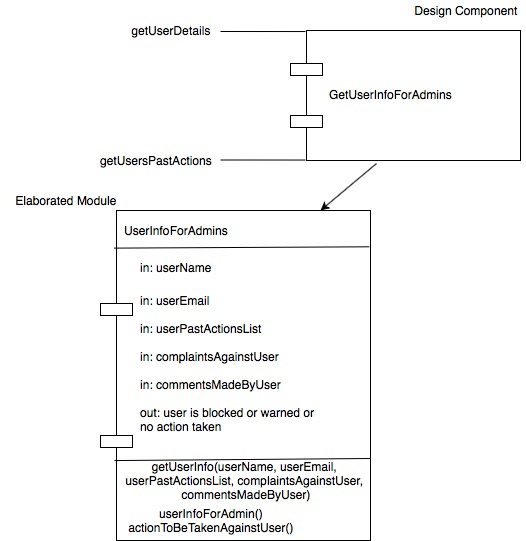 Design Component
getUserDetails
GetUserInfoForAdmins
getUsersPastActions
Elaborated Module
UserInfoForAdmins
in: userName
in: userEmail
in: userPastActionsList
in: complaintsAgainstUser
in: commentsMadeByUser
out: user is blocked or warned or
no action taken
getUserInfo(userName, userEmail,
userPastActionsList, complaintsAgainstUser,
commentsMadeByUser)
userInfoForAdmin()
actionToBeTakenAgainstUser()